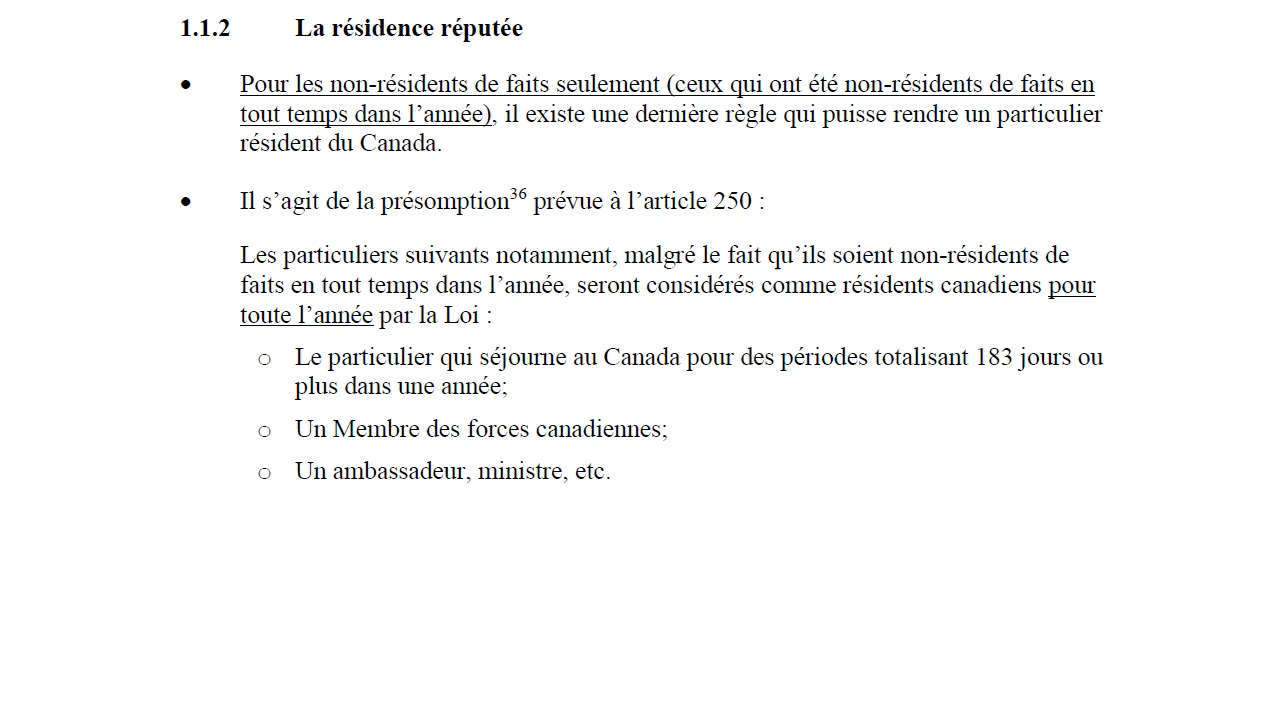 1.1.2 La résidence réputée
• Pour les non-résidents de faits seulement (ceux qui ont été non-résidents de faits en
tout temps dans l’année), il existe une dernière règle qui puisse rendre un particulier
résident du Canada.
• Il s’agit de la présomption36 prévue à l’article 250 :
Les particuliers suivants notamment, malgré le fait qu’ils soient non-résidents de
faits en tout temps dans l’année, seront considérés comme résidents canadiens pour
toute l’année par la Loi :
○ Le particulier qui séjourne au Canada pour des périodes totalisant 183 jours ou
plus dans une année;
○ Un Membre des forces canadiennes;
○ Un ambassadeur, ministre, etc.